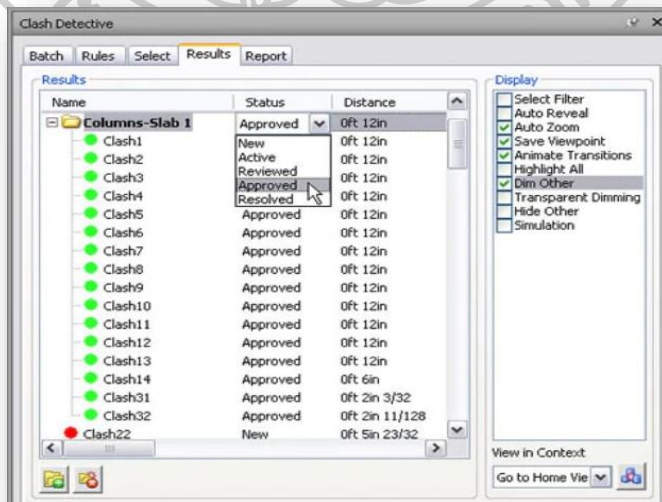 Clash Detective
Batch Rules Select Results Report
Results
Name Status Distance
Columns-Slab 1 Approved 0ft 12in
Clash1 New 0ft 12in
Clash2 Active 0ft 12in
Clash3 Reviewed 0ft 12in
Clash4 Approved 0ft 12in
Resolved
Clash5 Approved 0ft 12in
Clash6 Approved 0ft 12in
Clash7 Approved 0ft 12in
Clash8 Approved 0ft 12in
Clash9 Approved 0ft 12in
Clash10 Approved 0ft 12in
Clash11 Approved 0ft 12in
Clash12 Approved 0ft 12in
Clash13 Approved 0ft 12in
Clash14 Approved 0ft 6in
Clash31 Approved 0ft 2in 3/32
Clash32 Approved 0ft 2in 11/128
Clash22 New 0ft 5in 23/32
Display
Select Filter
Auto Reveal
Auto Zoom
Save Viewpoint
Animate Transitions
Highlight All
Dim Other
Transparent Dimming
Hide Other
Simulation
View in Context
Go to Home Vie